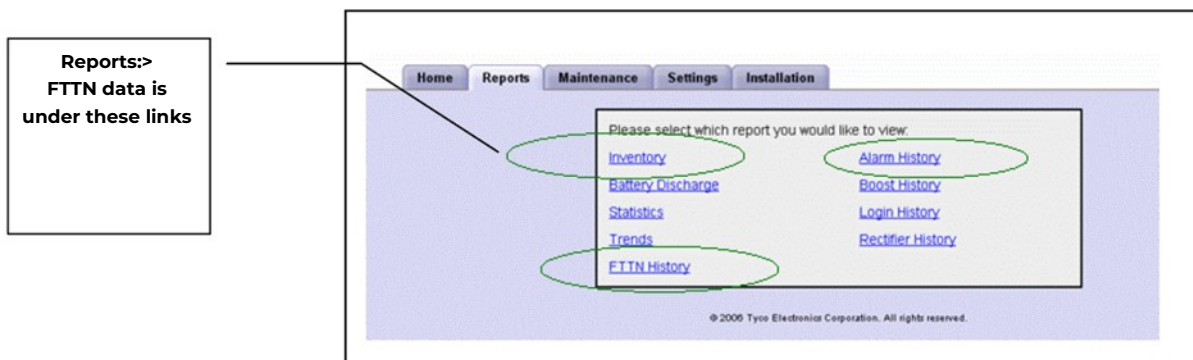 Reports:>
FTTN data is
under these links
Home Reports Maintenance Settings Installation
Please select which report you would like to view:
Inventory Alarm History
Battery Discharge Boost History
Statistics Login History
Trends Rectifier History
FTTN History
© 2006 Tyco Electronics Corporation. All rights reserved.